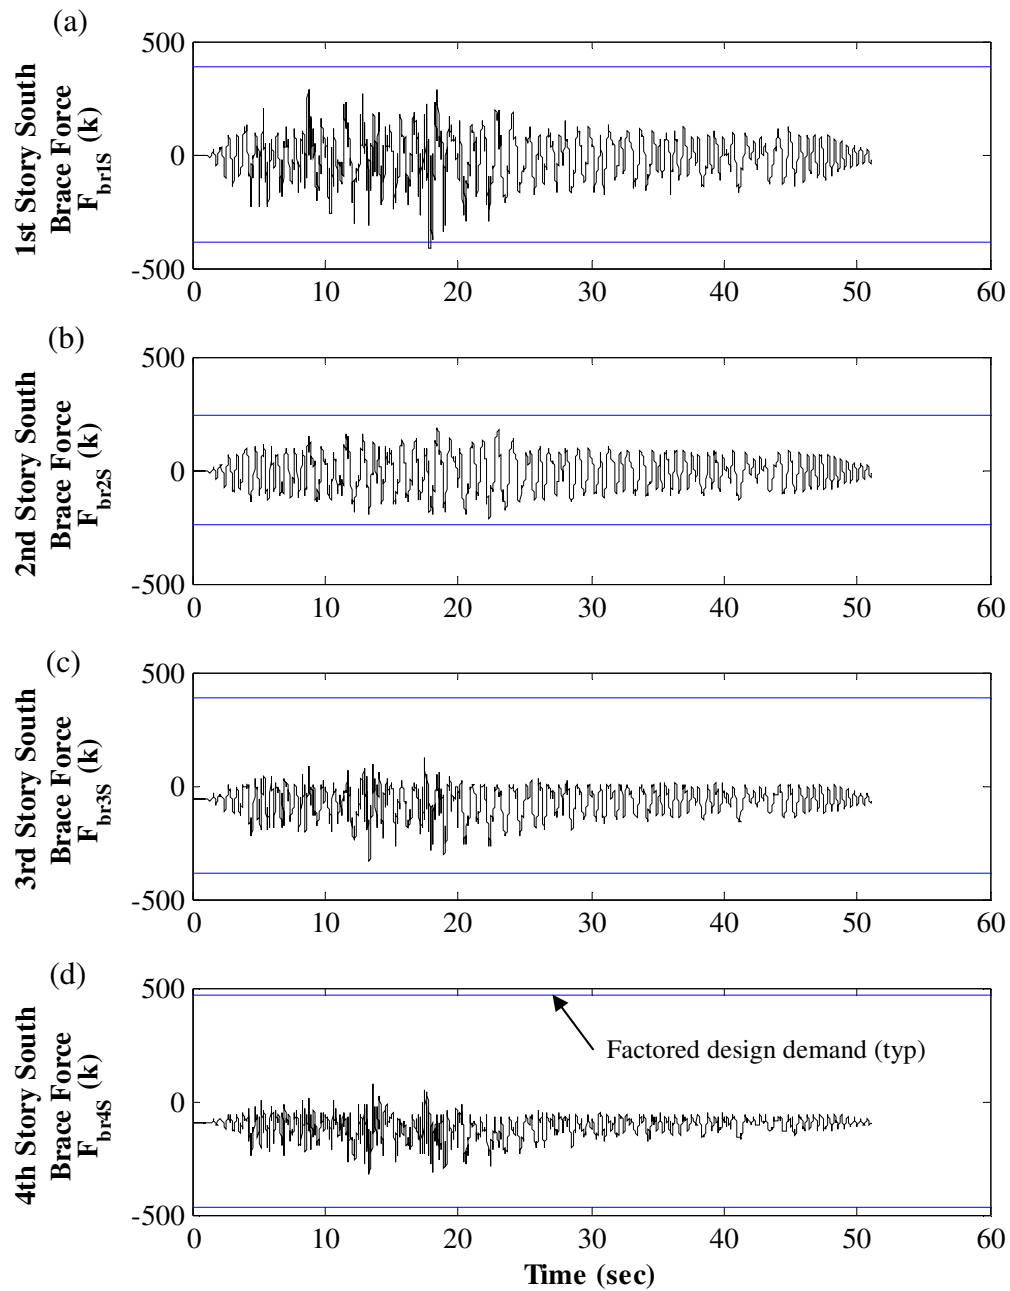 (a)
1st Story South
Brace Force
F_br1S (k)
500
0
-500
0 10 20 30 40 50 60
(b)
2nd Story South
Brace Force
F_br2S (k)
500
0
-500
0 10 20 30 40 50 60
(c)
3rd Story South
Brace Force
F_br3S (k)
500
0
-500
0 10 20 30 40 50 60
(d)
4th Story South
Brace Force
F_br4S (k)
500
Factored design demand (typ)
0
-500
0 10 20 30 40 50 60
Time (sec)